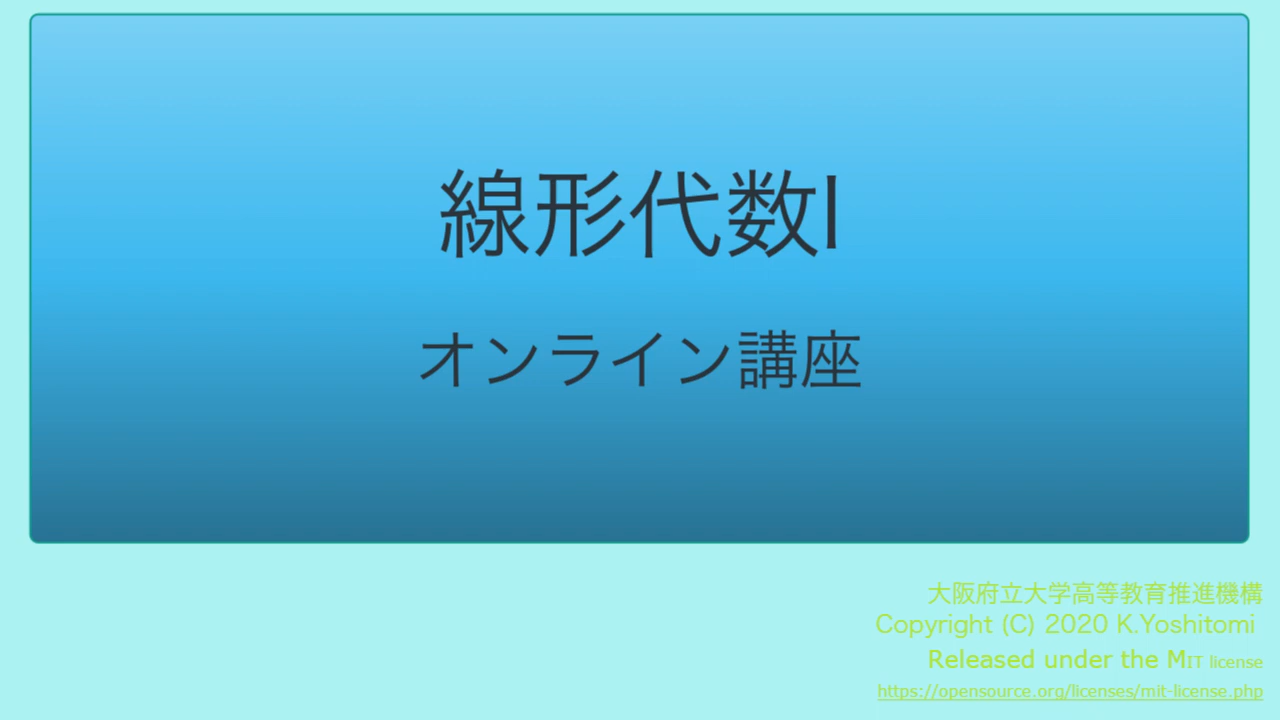 線形代数I
オンライン講座
大阪府立大学高等教育推進機構
Copyright (C) 2020 K.Yoshitomi
Released under the MIT license
https://opensource.org/licenses/mit-license.php